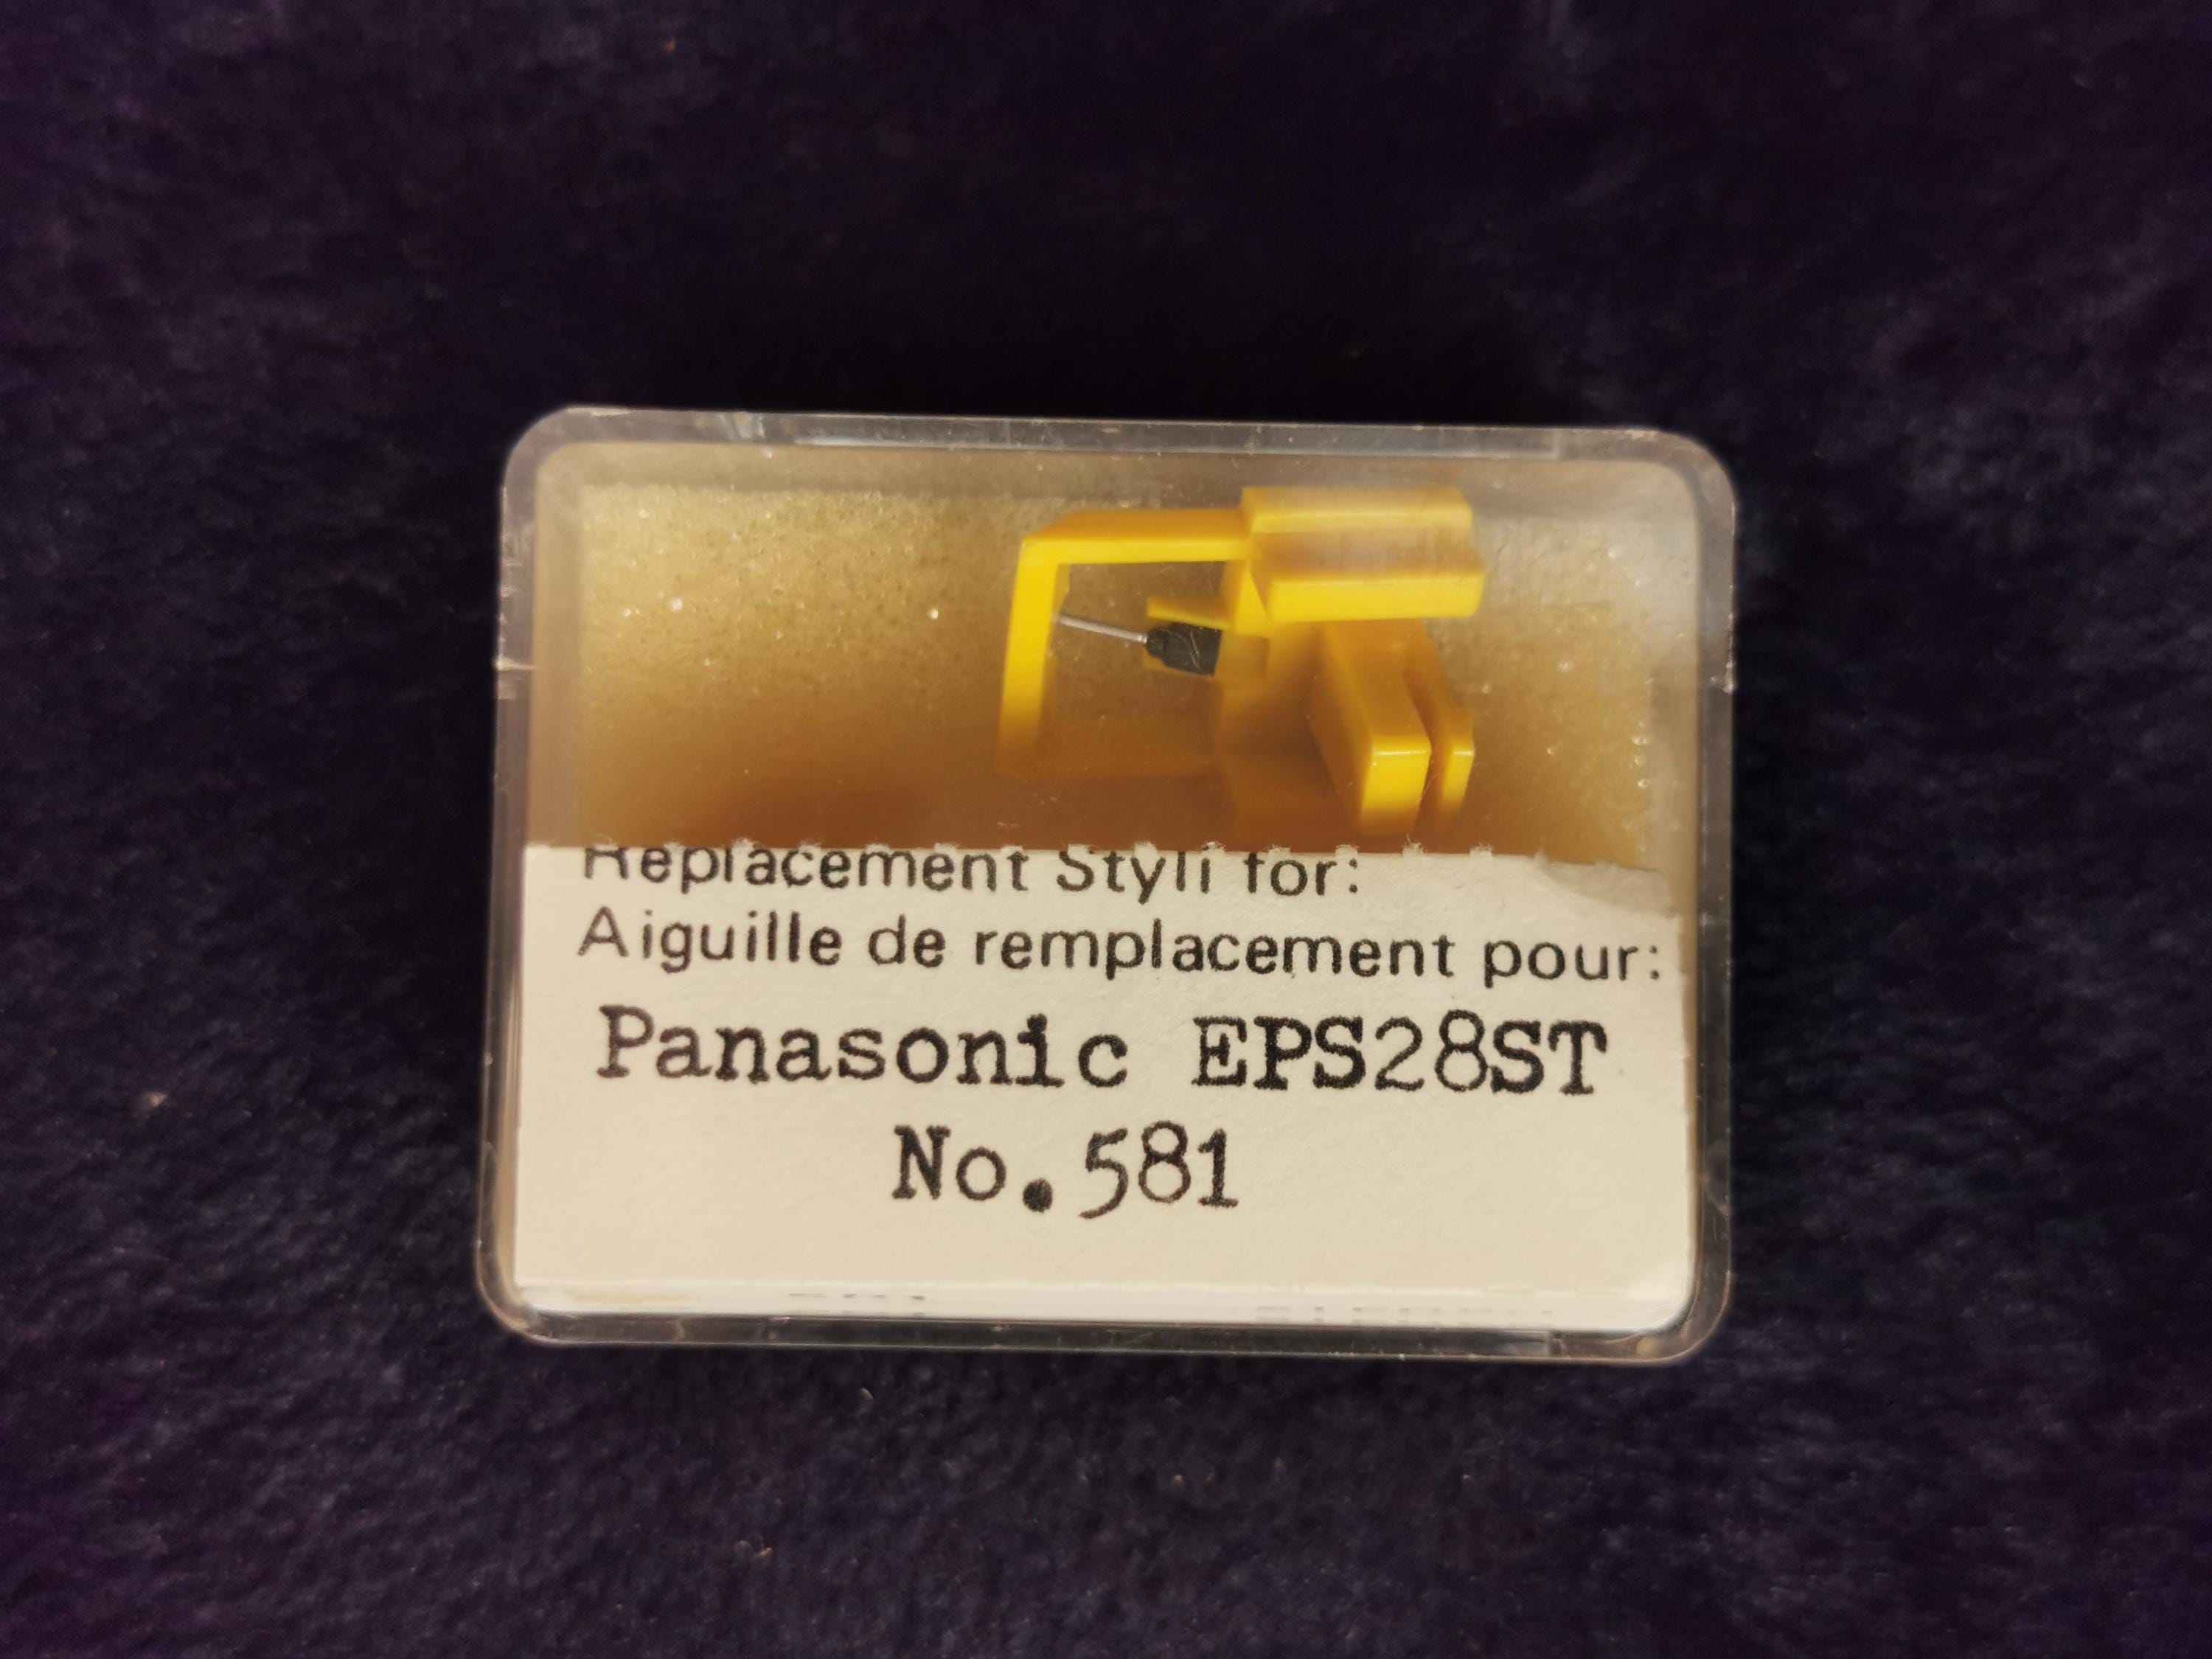 Replacement Styli for:
Aiguille de remplacement pour:
Panasonic EPS28ST
No.581